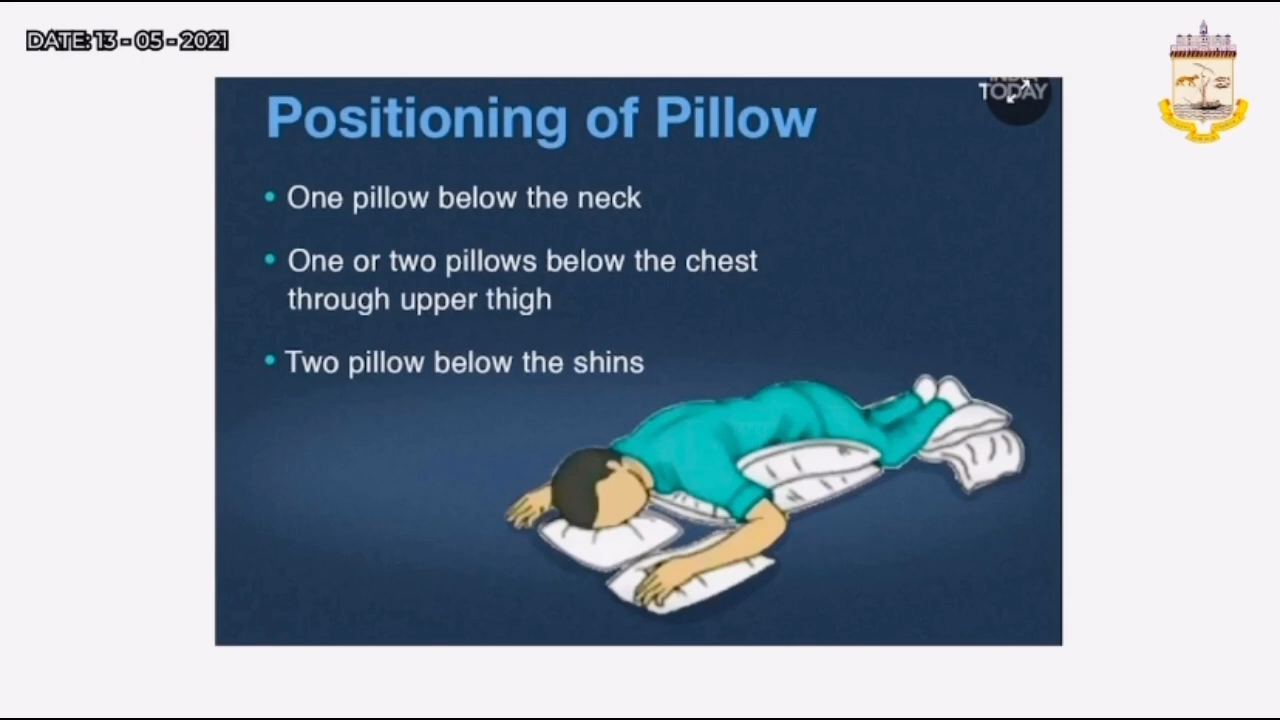 DATE: 13 - 05 - 2021
INDIA
TODAY
Positioning of Pillow
• One pillow below the neck
• One or two pillows below the chest
through upper thigh
• Two pillow below the shins